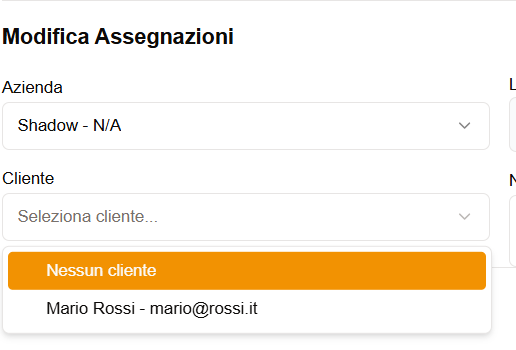 Modifica Assegnazioni
Azienda
Shadow - N/A
Cliente
Seleziona cliente...
Nessun cliente
Mario Rossi - mario@rossi.it